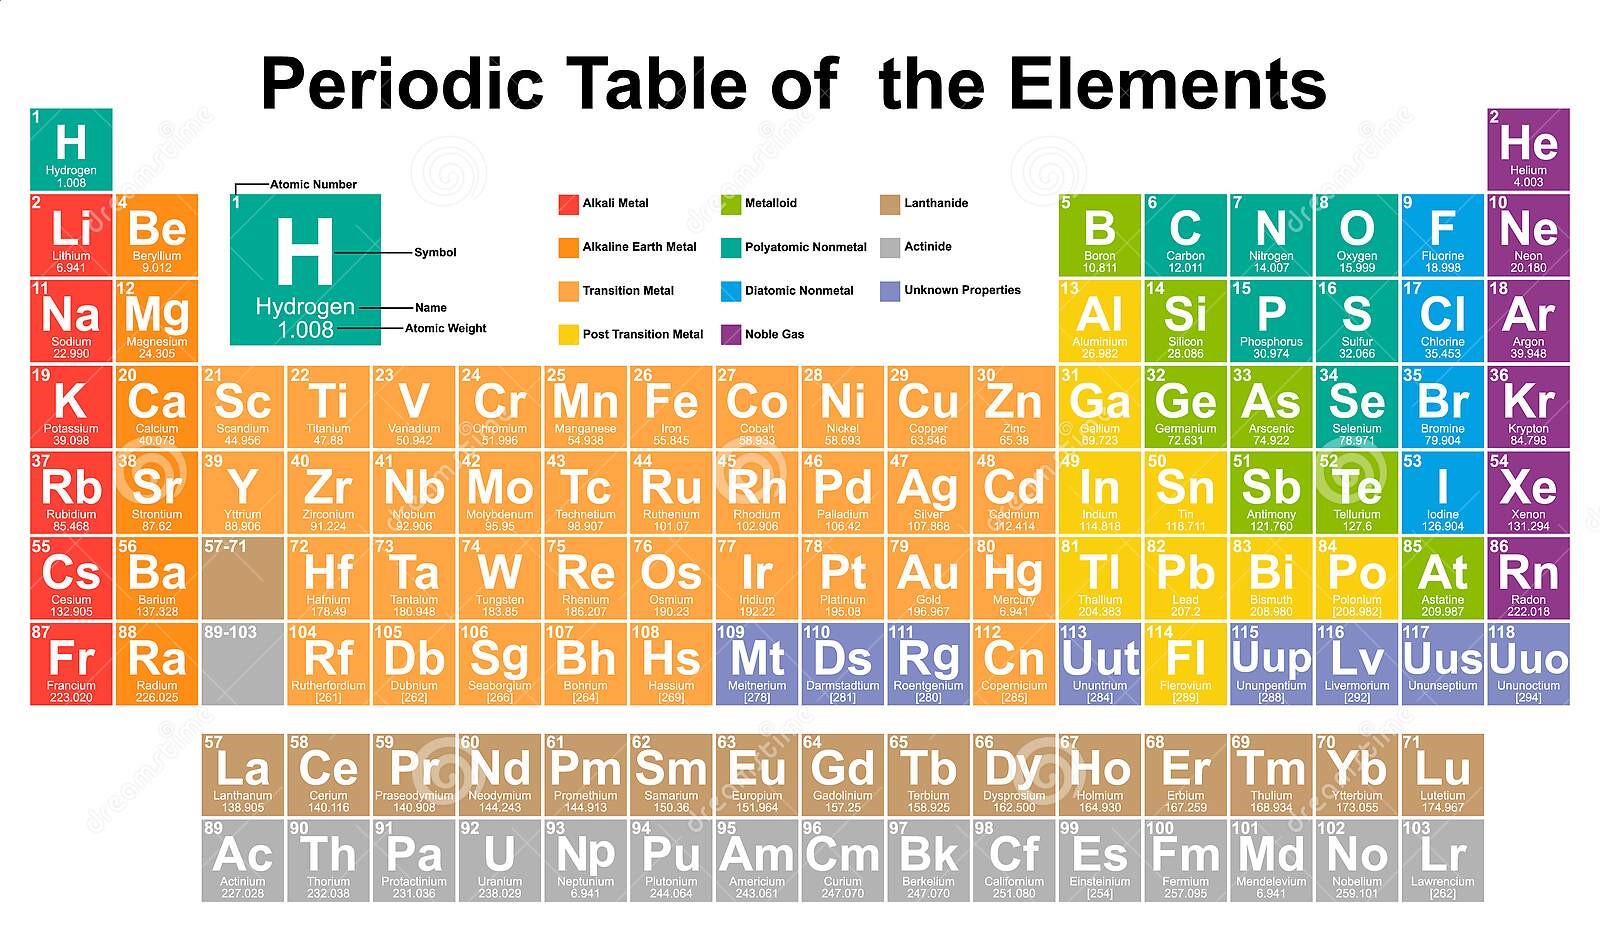 Periodic Table of the Elements
1
H
Hydrogen
1.008
2
He
Helium
4.003
Atomic Number
1
H
Hydrogen
1.008
Symbol
Name
Atomic Weight
Alkali Metal
Alkaline Earth Metal
Transition Metal
Post Transition Metal
Metalloid
Polyatomic Nonmetal
Diatomic Nonmetal
Noble Gas
Lanthanide
Actinide
Unknown Properties
2 4 5 6 7 8 9 10
Li Be B C N O F Ne
Lithium Beryllium Boron Carbon Nitrogen Oxygen Fluorine Neon
6.941 9.012 10.811 12.011 14.007 15.999 18.998 20.180
11 12 13 14 15 16 17 18
Na Mg Al Si P S Cl Ar
Sodium Magnesium Aluminium Silicon Phosphorus Sulfur Chlorine Argon
22.990 24.305 26.982 28.086 30.974 32.066 35.453 39.948
19 20 21 22 23 24 25 26 27 28 29 30 31 32 33 34 35 36
K Ca Sc Ti V Cr Mn Fe Co Ni Cu Zn Ga Ge As Se Br Kr
Potassium Calcium Scandium Titanium Vanadium Chromium Manganese Iron Cobalt Nickel Copper Zinc Gallium Germanium Arscenic Selenium Bromine Krypton
39.098 40.078 44.956 47.88 50.942 51.996 54.938 55.845 58.933 58.693 63.546 65.38 69.723 72.631 74.922 78.971 79.904 84.798
37 38 39 40 41 42 43 44 45 46 47 48 49 50 51 52 53 54
Rb Sr Y Zr Nb Mo Tc Ru Rh Pd Ag Cd In Sn Sb Te I Xe
Rubidium Strontium Yttrium Zirconium Niobium Molybdenum Technetium Ruthenium Rhodium Palladium Silver Cadmium Indium Tin Antimony Tellurium Iodine Xenon
85.468 87.62 88.906 91.224 92.906 95.95 98.907 101.07 102.906 106.42 107.868 112.414 114.818 118.711 121.760 127.6 126.904 131.294
55 56 57-71 72 73 74 75 76 77 78 79 80 81 82 83 84 85 86
Cs Ba Hf Ta W Re Os Ir Pt Au Hg Tl Pb Bi Po At Rn
Cesium Barium Hafnium Tantalum Tungsten Rhenium Osmium Iridium Platinum Gold Mercury Thallium Lead Bismuth Polonium Astatine Radon
132.905 137.328 178.49 180.948 183.85 186.207 190.23 192.22 195.08 196.967 6.941 204.383 207.2 208.980 [208.982] 209.987 222.018
87 88 89-103 104 105 106 107 108 109 110 111 112 113 114 115 116 117 118
Fr Ra Rf Db Sg Bh Hs Mt Ds Rg Cn Uut Fl Uup Lv Uus Uuo
Francium Radium Rutherfordium Dubnium Seaborgium Bohrium Hassium Meitnerium Darmstadtium Roentgenium Copernicium Ununtrium Flerovium Ununpentium Livermorium Ununseptium Ununoctium
223.020 226.025 [261] [262] [266] [264] [269] [278] [281] [280] [285] [284] [289] [288] [292] [294]
57 58 59 60 61 62 63 64 65 66 67 68 69 70 71
La Ce Pr Nd Pm Sm Eu Gd Tb Dy Ho Er Tm Yb Lu
Lanthanum Cerium Praseodymium Neodymium Promethium Samarium Europium Gadolinium Terbium Dysprosium Holmium Erbium Thulium Ytterbium Lutetium
138.905 140.116 140.908 144.243 144.913 150.36 151.964 157.25 158.925 162.500 164.930 167.259 168.934 173.055 174.967
89 90 91 92 93 94 95 96 97 98 99 100 101 102 103
Ac Th Pa U Np Pu Am Cm Bk Cf Es Fm Md No Lr
Actinium Thorium Protactinium Uranium Neptunium Plutonium Americium Curium Berkelium Californium Einsteinium Fermium Mendelevium Nobelium Lawrencium
227.028 232.038 231.036 238.029 6.941 244.064 243.061 247.070 247.070 251.080 [254] 257.095 6.941 259.101 [262]
dreamstime